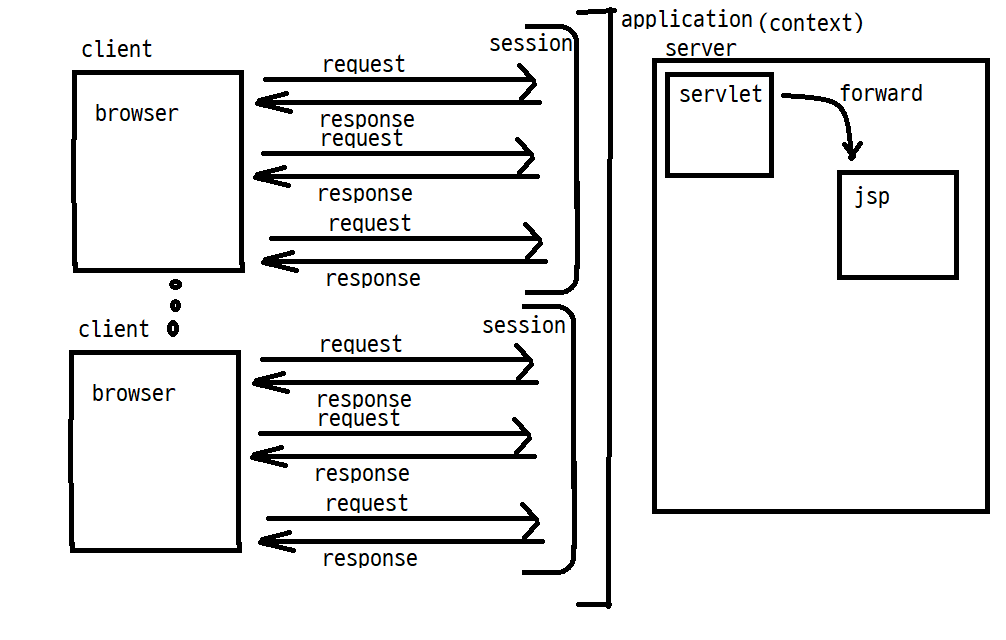 application (context)
client
session
server
request
browser
servlet
forward
response
request
response
jsp
request
response
client
session
request
browser
response
request
response
request
response